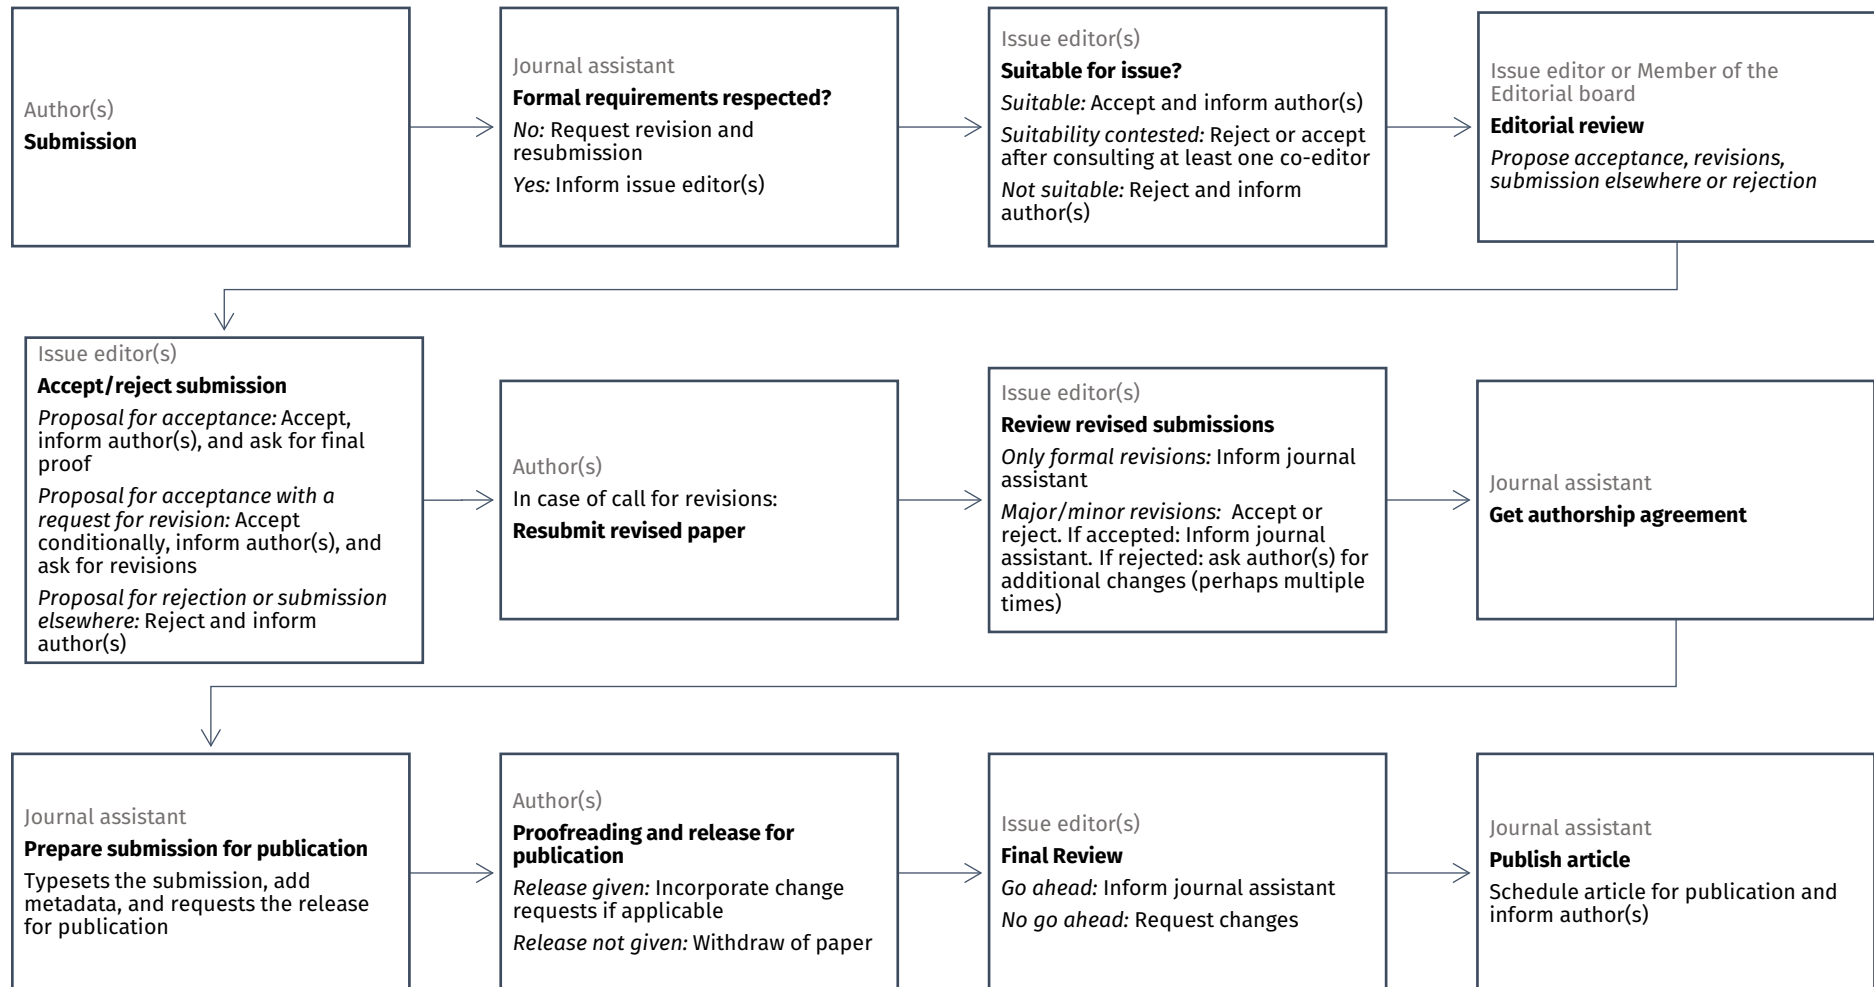 Author(s)
Submission
Journal assistant
Formal requirements respected?
No: Request revision and
resubmission
Yes: Inform issue editor(s)
Issue editor(s)
Suitable for issue?
Suitable: Accept and inform author(s)
Suitability contested: Reject or accept
after consulting at least one co-editor
Not suitable: Reject and inform
author(s)
Issue editor or Member of the
Editorial board
Editorial review
Propose acceptance, revisions,
submission elsewhere or rejection
Issue editor(s)
Accept/reject submission
Proposal for acceptance: Accept,
inform author(s), and ask for final
proof
Proposal for acceptance with a
request for revision: Accept
conditionally, inform author(s), and
ask for revisions
Proposal for rejection or submission
elsewhere: Reject and inform
author(s)
Author(s)
In case of call for revisions:
Resubmit revised paper
Issue editor(s)
Review revised submissions
Only formal revisions: Inform journal
assistant
Major/minor revisions: Accept or
reject. If accepted: Inform journal
assistant. If rejected: ask author(s) for
additional changes (perhaps multiple
times)
Journal assistant
Get authorship agreement
Journal assistant
Prepare submission for publication
Typesets the submission, add
metadata, and requests the release
for publication
Author(s)
Proofreading and release for
publication
Release given: Incorporate change
requests if applicable
Release not given: Withdraw of paper
Issue editor(s)
Final Review
Go ahead: Inform journal assistant
No go ahead: Request changes
Journal assistant
Publish article
Schedule article for publication and
inform author(s)